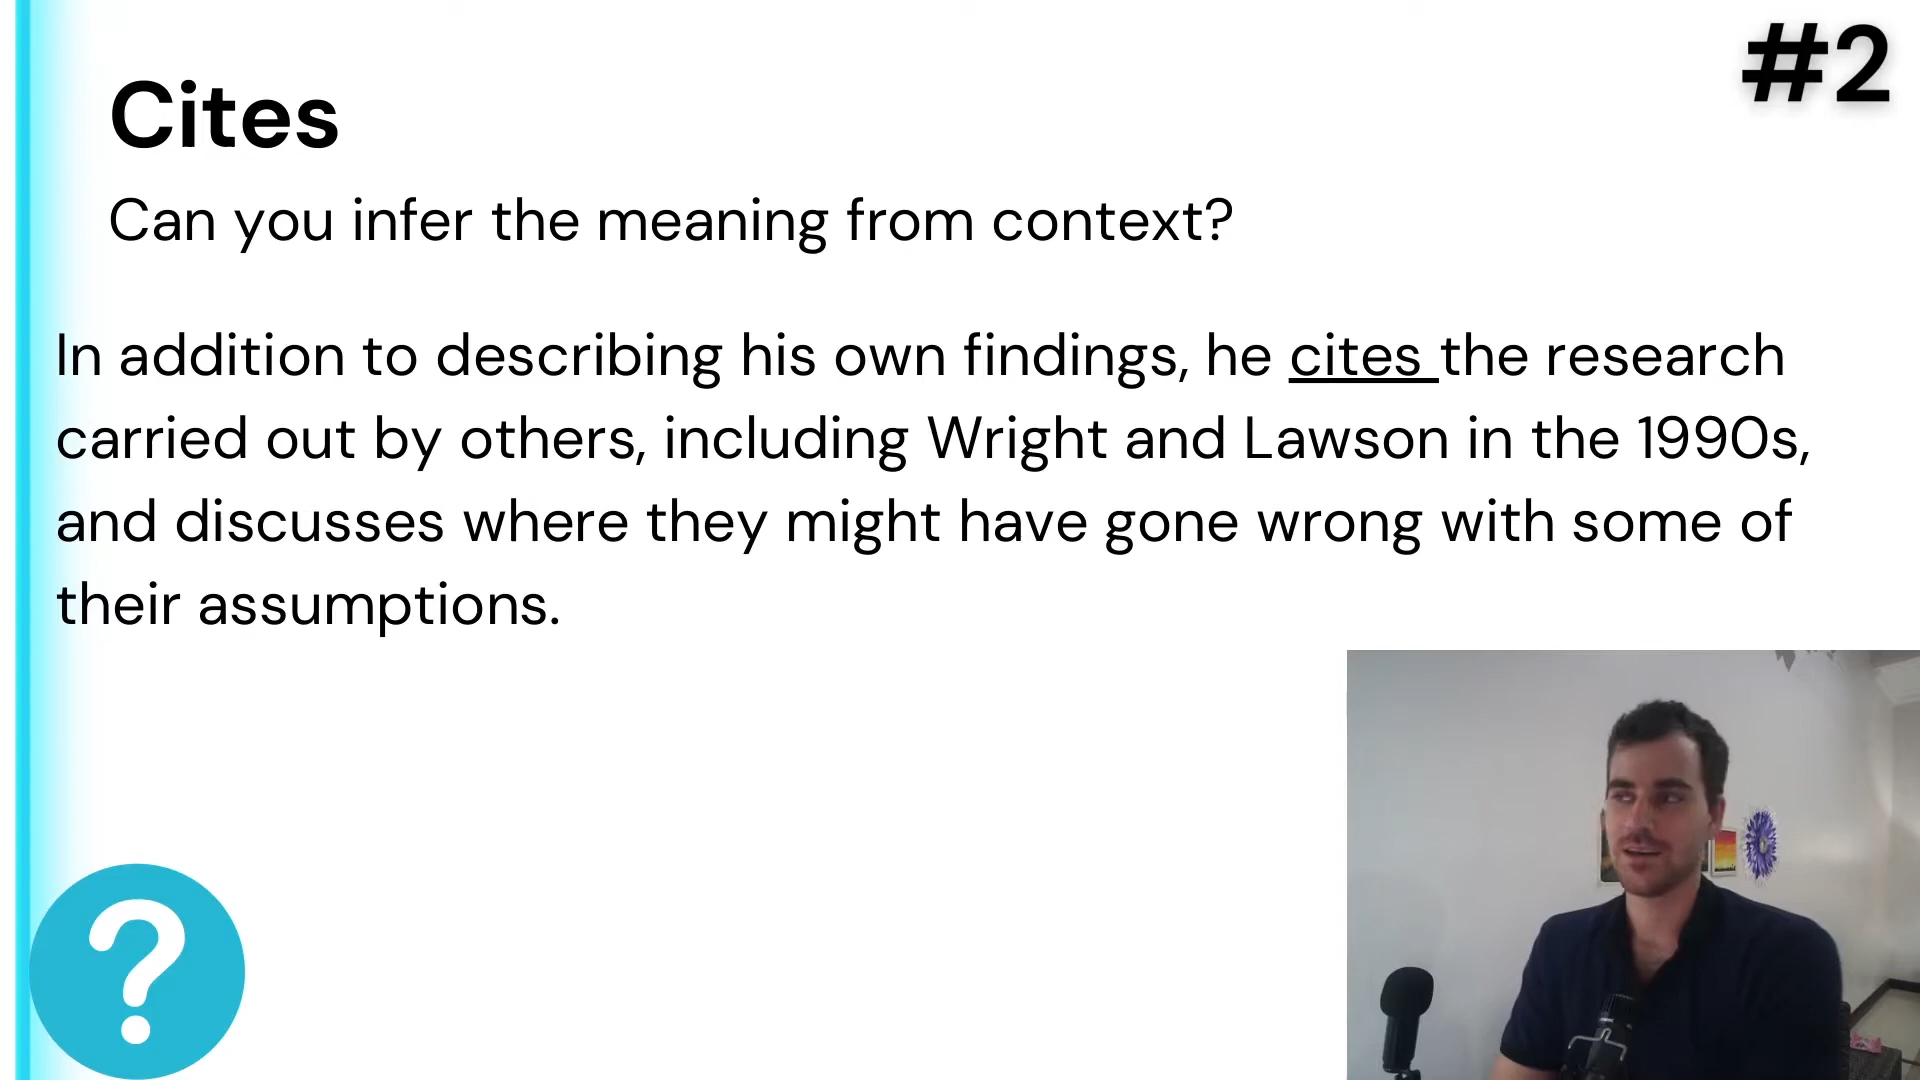 #2
Cites
Can you infer the meaning from context?
In addition to describing his own findings, he cites the research
carried out by others, including Wright and Lawson in the 1990s,
and discusses where they might have gone wrong with some of
their assumptions.
?